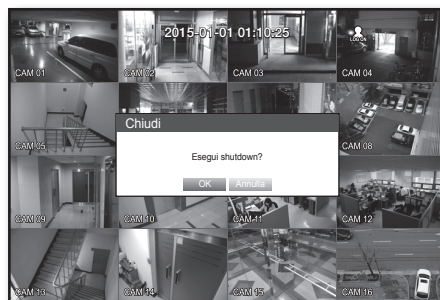 2015-01-01 01:10:25
LOG ON
CAM 01
CAM 02
CAM 03
CAM 04
CAM 05
CAM 08
Chiudi
Esegui shutdown?
OK
Annulla
CAM 09
CAM 10
CAM 11
CAM 12
CAM 13
CAM 14
CAM 15
CAM 16